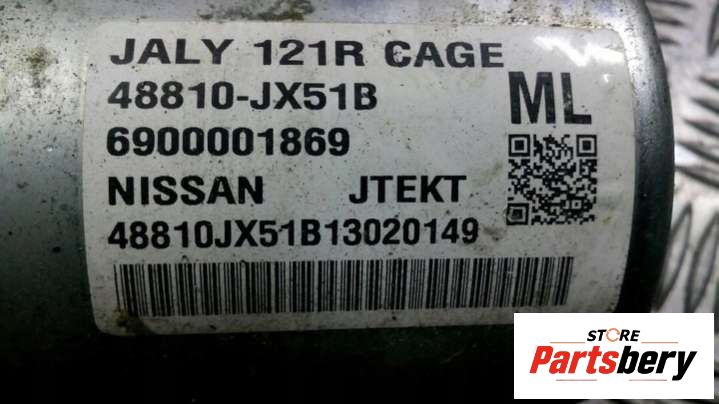 JALY 121R CAGE
48810-JX51B
ML
6900001869
NISSAN JTEKT
48810JX51B13020149
STORE
Partsbery